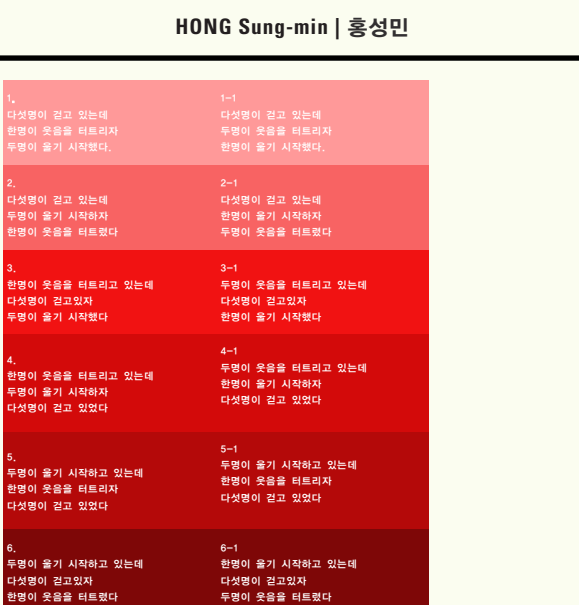 HONG Sung-min | 홍성민
1.
다섯명이 걷고 있는데
한명이 웃음을 터트리자
두명이 울기 시작했다.
1-1
다섯명이 걷고 있는데
두명이 웃음을 터트리자
한명이 울기 시작했다.
2.
다섯명이 걷고 있는데
두명이 울기 시작하자
한명이 웃음을 터트렸다
2-1
다섯명이 걷고 있는데
한명이 울기 시작하자
두명이 웃음을 터트렸다
3.
한명이 웃음을 터트리고 있는데
다섯명이 걷고있자
두명이 울기 시작했다
3-1
두명이 웃음을 터트리고 있는데
다섯명이 걷고있자
한명이 울기 시작했다
4.
한명이 웃음을 터트리고 있는데
두명이 울기 시작하자
다섯명이 걷고 있었다
4-1
두명이 웃음을 터트리고 있는데
한명이 울기 시작하자
다섯명이 걷고 있었다
5.
두명이 울기 시작하고 있는데
한명이 웃음을 터트리자
다섯명이 걷고 있었다
5-1
두명이 울기 시작하고 있는데
한명이 웃음을 터트리자
다섯명이 걷고 있었다
6.
두명이 울기 시작하고 있는데
다섯명이 걷고있자
한명이 웃음을 터트렸다
6-1
한명이 울기 시작하고 있는데
다섯명이 걷고있자
두명이 웃음을 터트렸다